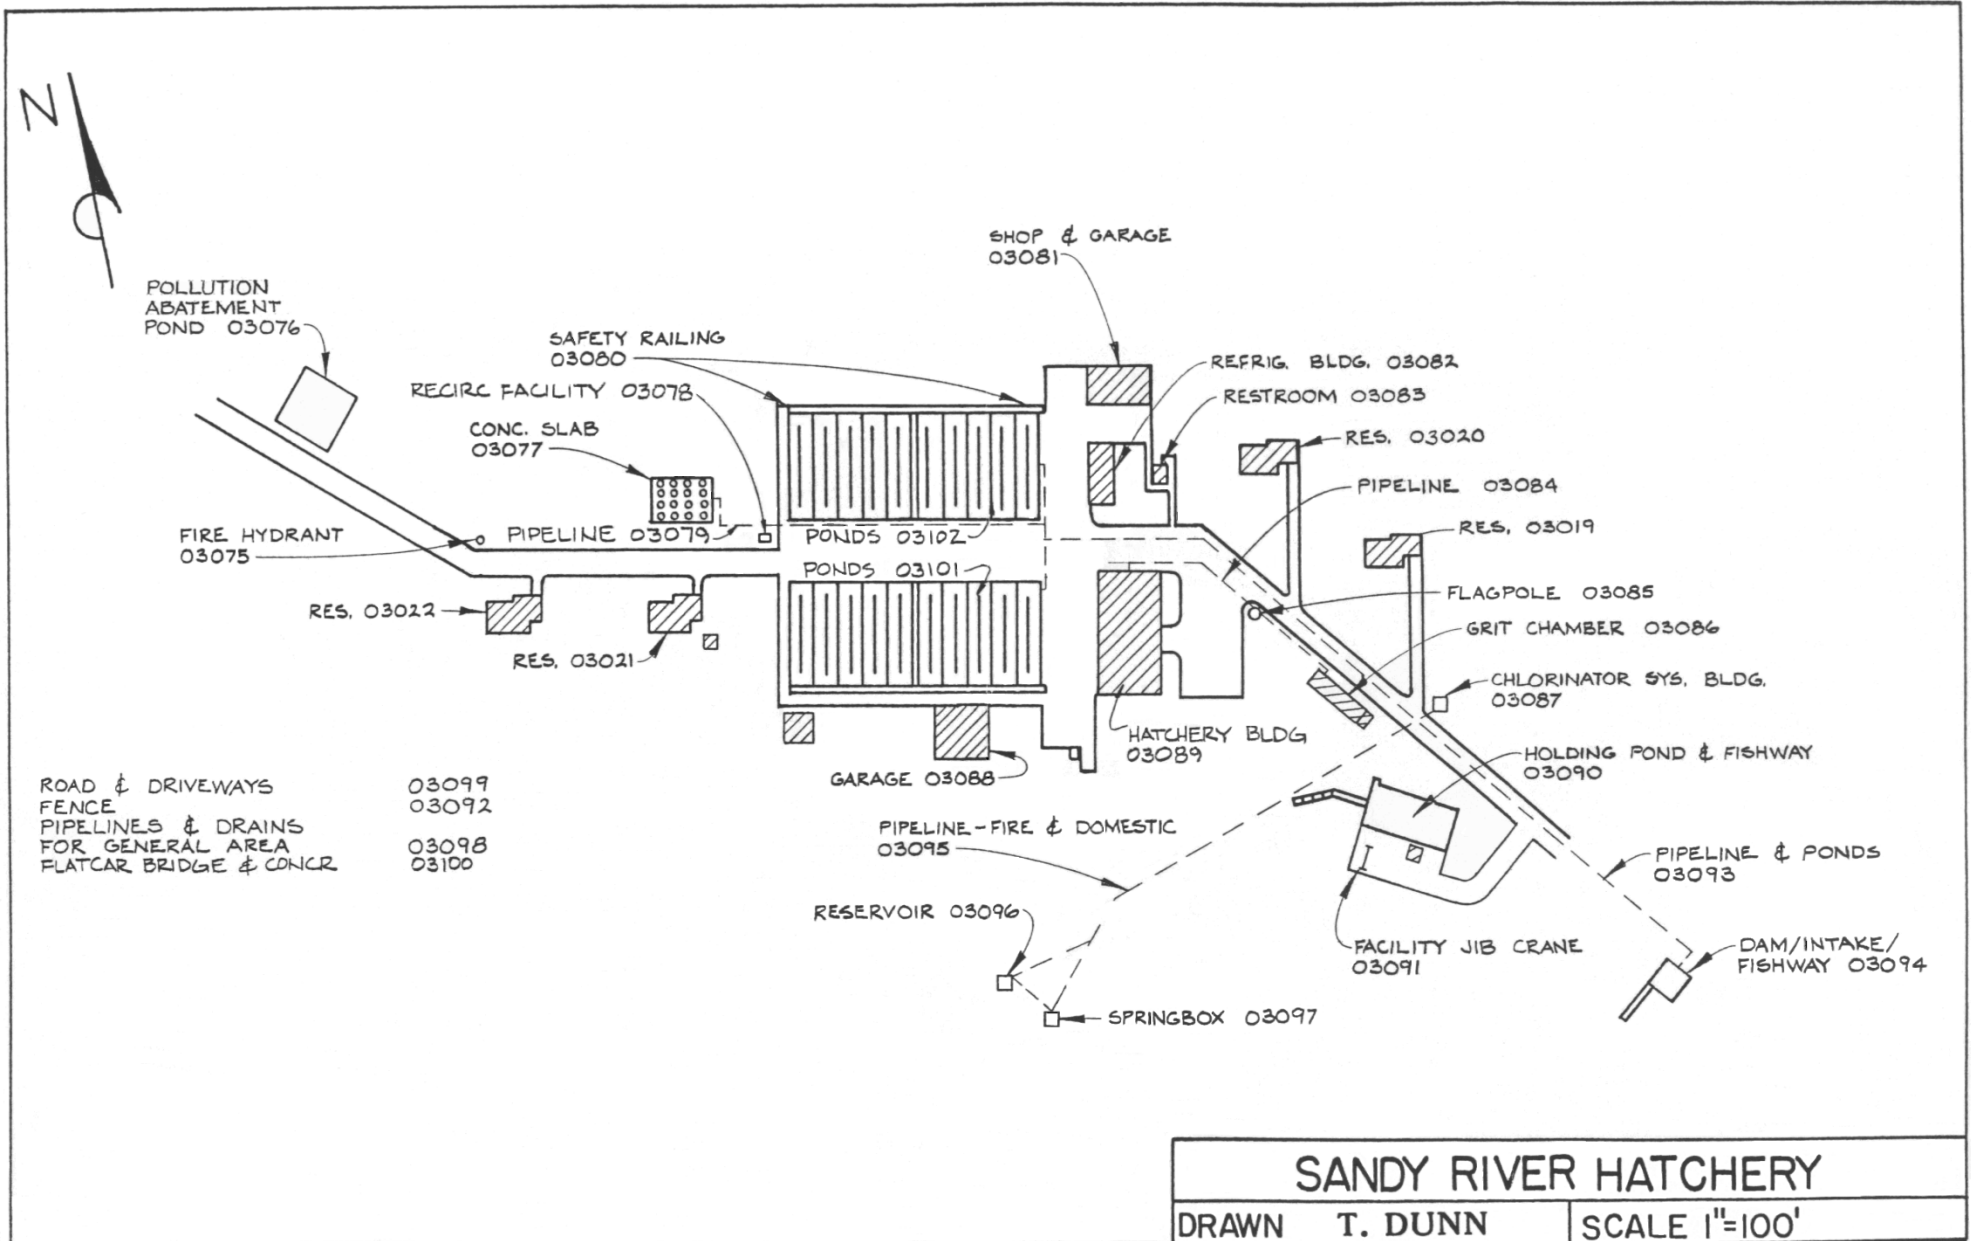 N
SHOP & GARAGE
03081
POLLUTION
ABATEMENT
POND 03076
SAFETY RAILING
03080
RECIRC FACILITY 03078
CONC. SLAB
03077
REFRIG. BLDG. 03082
RESTROOM 03083
RES. 03020
PIPELINE 03084
RES. 03019
FIRE HYDRANT
03075
PIPELINE 03079
PONDS 03102
PONDS 03101
RES. 03022
RES. 03021
FLAGPOLE 03085
GRIT CHAMBER 03086
CHLORINATOR SYS. BLDG.
03087
HATCHERY BLDG
03089
GARAGE 03088
HOLDING POND & FISHWAY
03090
ROAD & DRIVEWAYS 03099
FENCE 03092
PIPELINES & DRAINS
FOR GENERAL AREA 03098
FLATCAR BRIDGE & CONCR 03100
PIPELINE-FIRE & DOMESTIC
03095
PIPELINE & PONDS
03093
RESERVOIR 03096
FACILITY JIB CRANE
03091
DAM/INTAKE/
FISHWAY 03094
SPRINGBOX 03097
SANDY RIVER HATCHERY
DRAWN T. DUNN SCALE 1"=100'